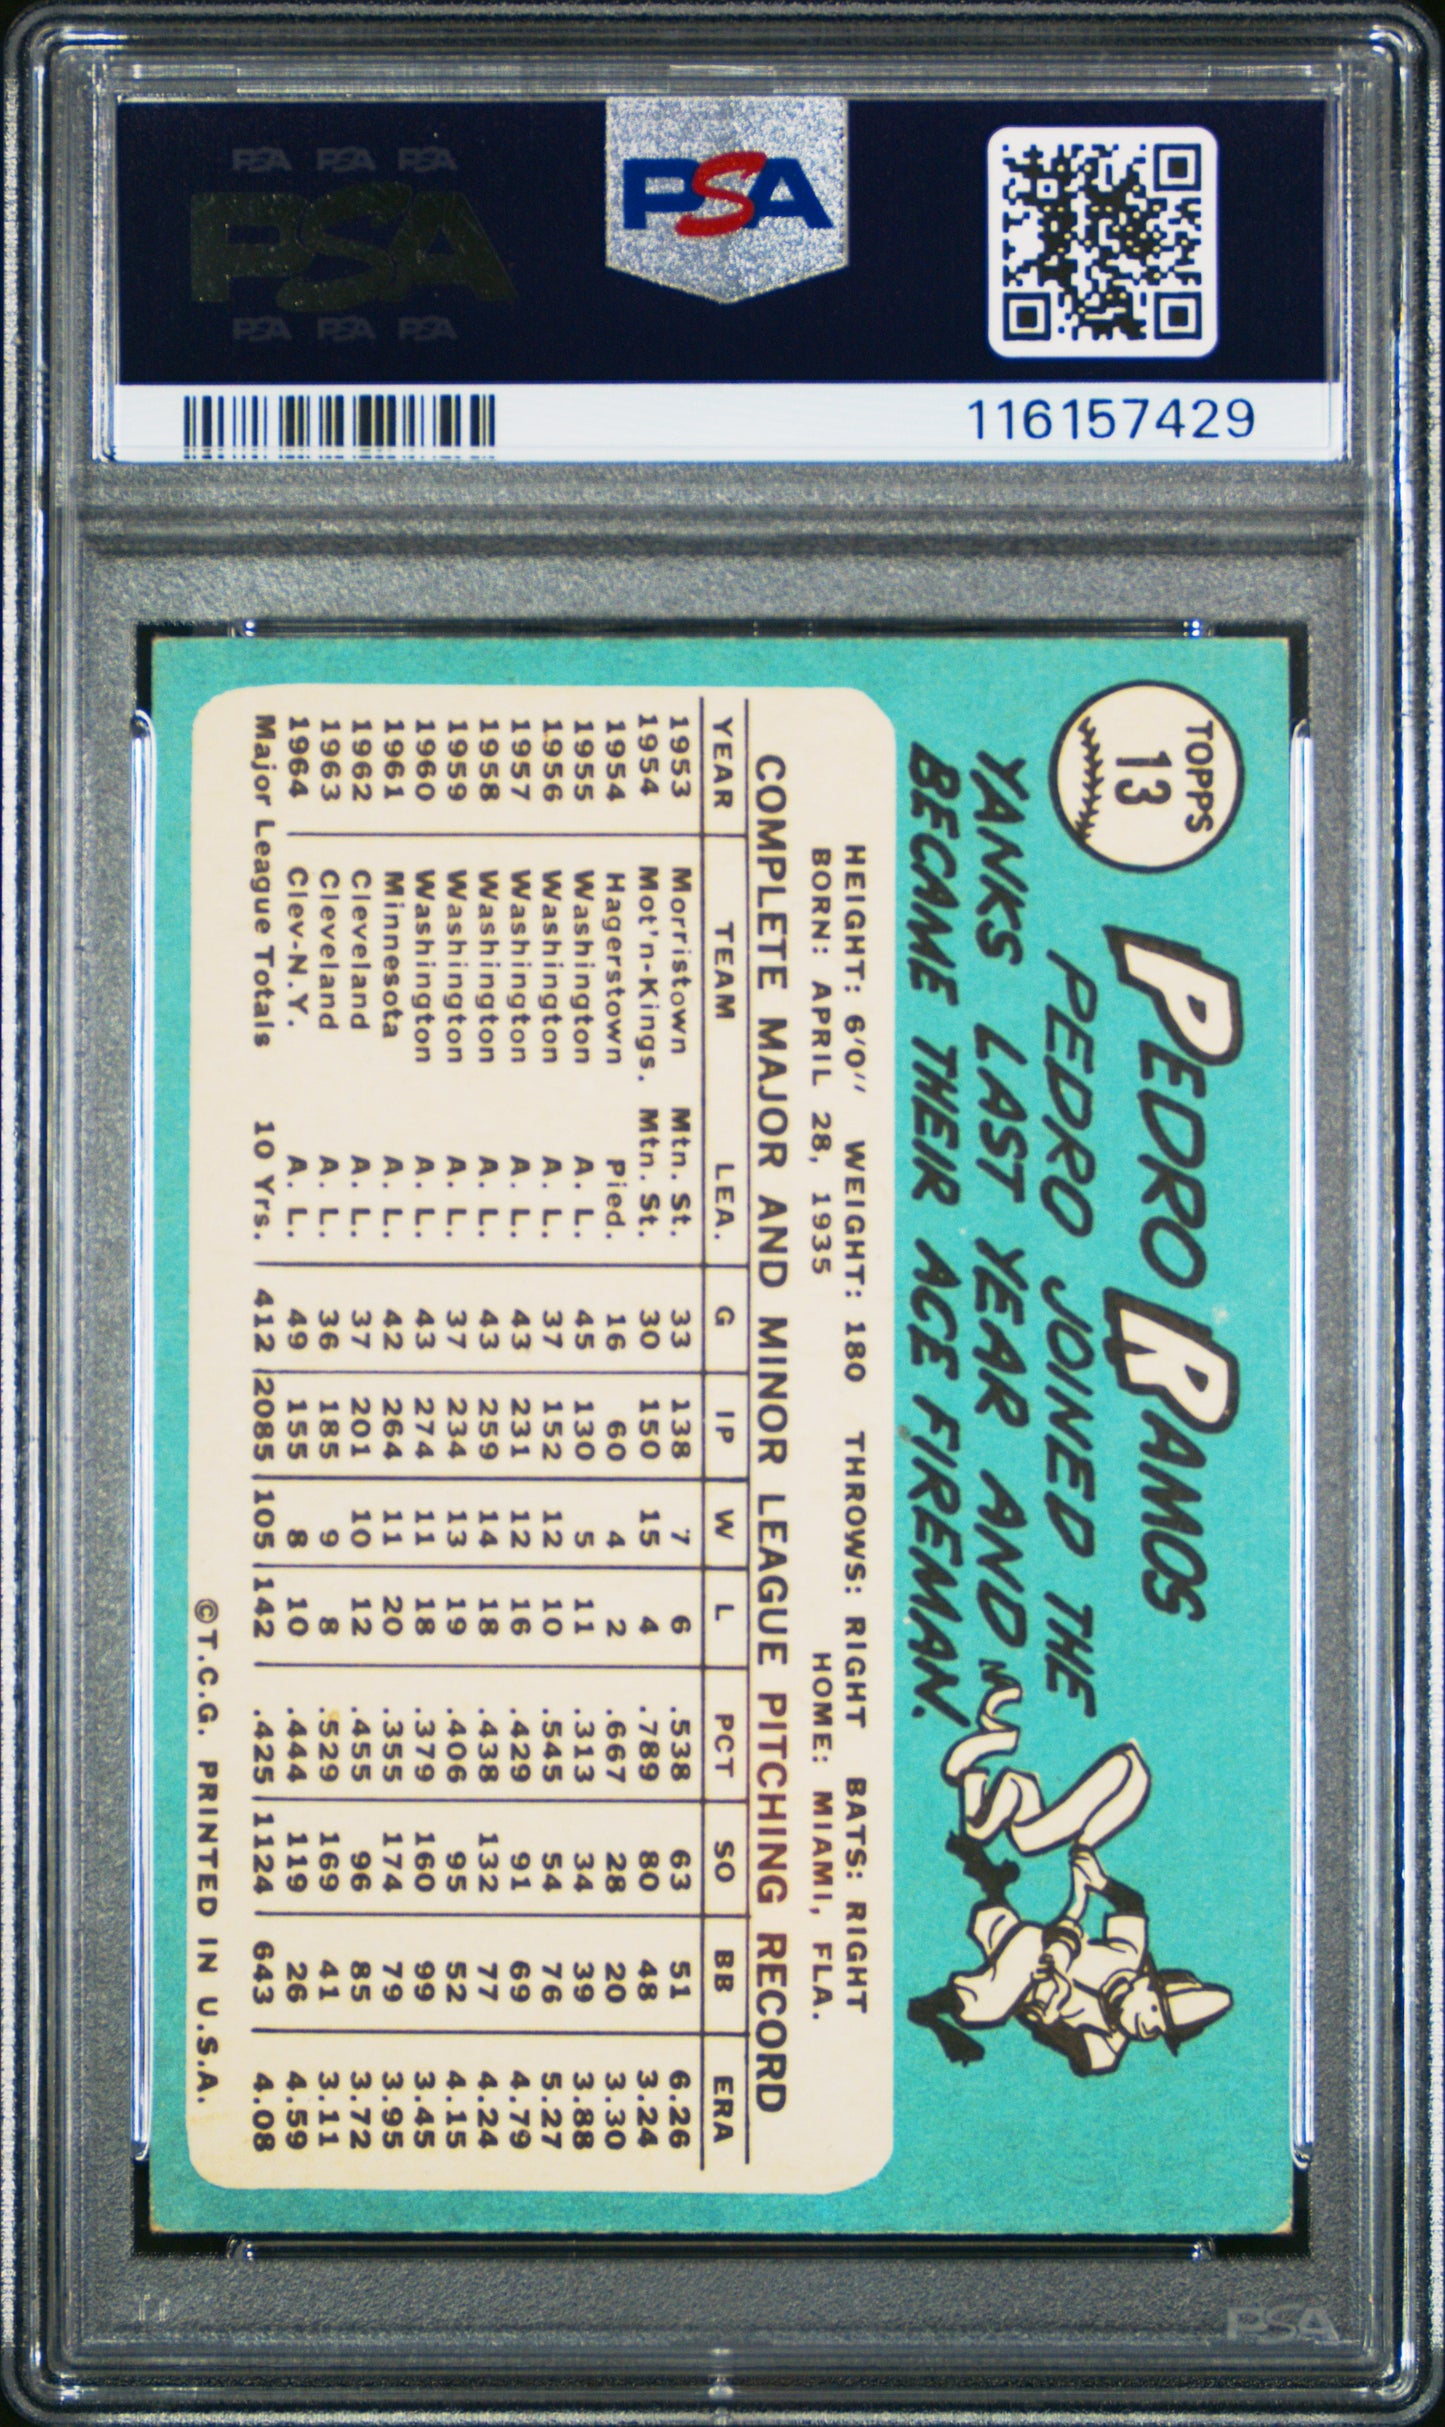 PSA PSA PSA
PSA
PSA PSA PSA
PSA
116157429
TOPPS
13
PEDRO RAMOS
PEDRO JOINED THE
YANKS LAST YEAR AND
BECAME THEIR ACE FIREMAN.
HEIGHT: 6'0" WEIGHT: 180 THROWS: RIGHT BATS: RIGHT
BORN: APRIL 28, 1935 HOME: MIAMI, FLA.
COMPLETE MAJOR AND MINOR LEAGUE PITCHING RECORD
YEAR TEAM LEA. G IP W L PCT SO BB ERA
1953 Morristown Mtn. St. 33 138 7 6 .538 63 51 6.26
1954 Mot'n-Kings. Mtn. St. 30 150 15 4 .789 80 48 3.24
1954 Hagerstown Pied. 16 60 4 2 .667 28 20 3.30
1955 Washington A. L. 45 130 5 11 .313 34 39 3.88
1956 Washington A. L. 37 152 12 10 .545 54 76 5.27
1957 Washington A. L. 43 231 12 16 .429 91 69 4.79
1958 Washington A. L. 43 259 14 18 .438 132 77 4.24
1959 Washington A. L. 37 234 13 19 .406 95 52 4.15
1960 Washington A. L. 43 274 11 18 .379 160 99 3.45
1961 Minnesota A. L. 42 264 11 20 .355 174 79 3.95
1962 Cleveland A. L. 37 201 10 12 .455 96 85 3.72
1963 Cleveland A. L. 36 185 9 8 .529 169 41 3.11
1964 Clev-N.Y. A. L. 49 155 8 10 .444 119 26 4.59
Major League Totals 10 Yrs. 412 2085 105 142 .425 1124 643 4.08
©T.C.G. PRINTED IN U.S.A.
PSA